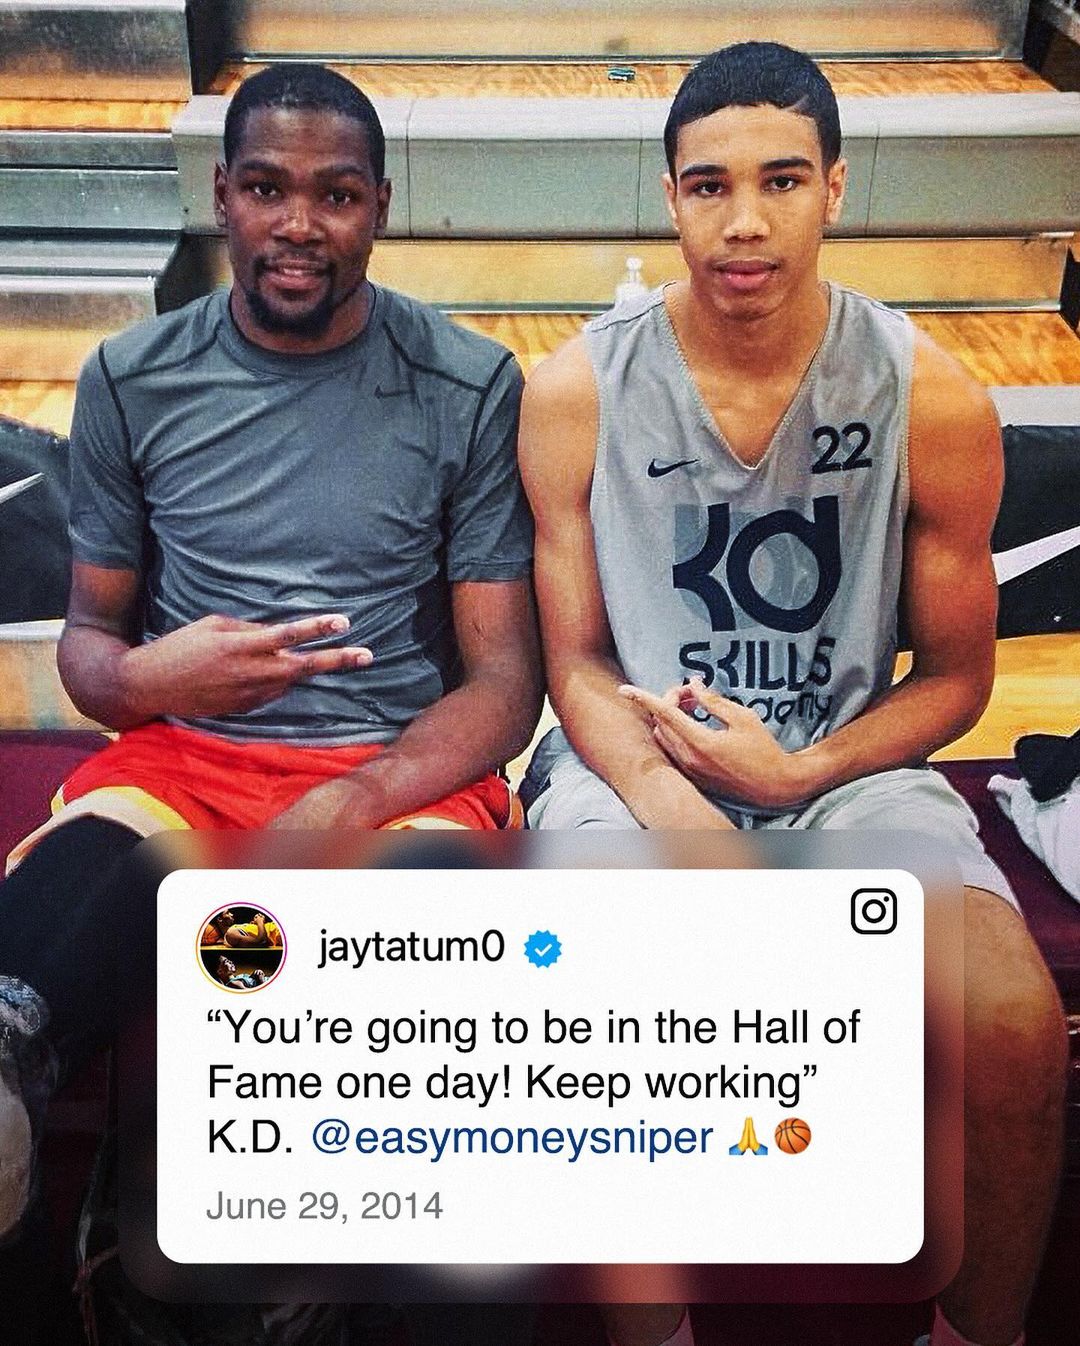 22
kd
SKILLS
academy
jaytatum0
“You’re going to be in the Hall of
Fame one day! Keep working”
K.D. @easymoneysniper 🙏🏀
June 29, 2014